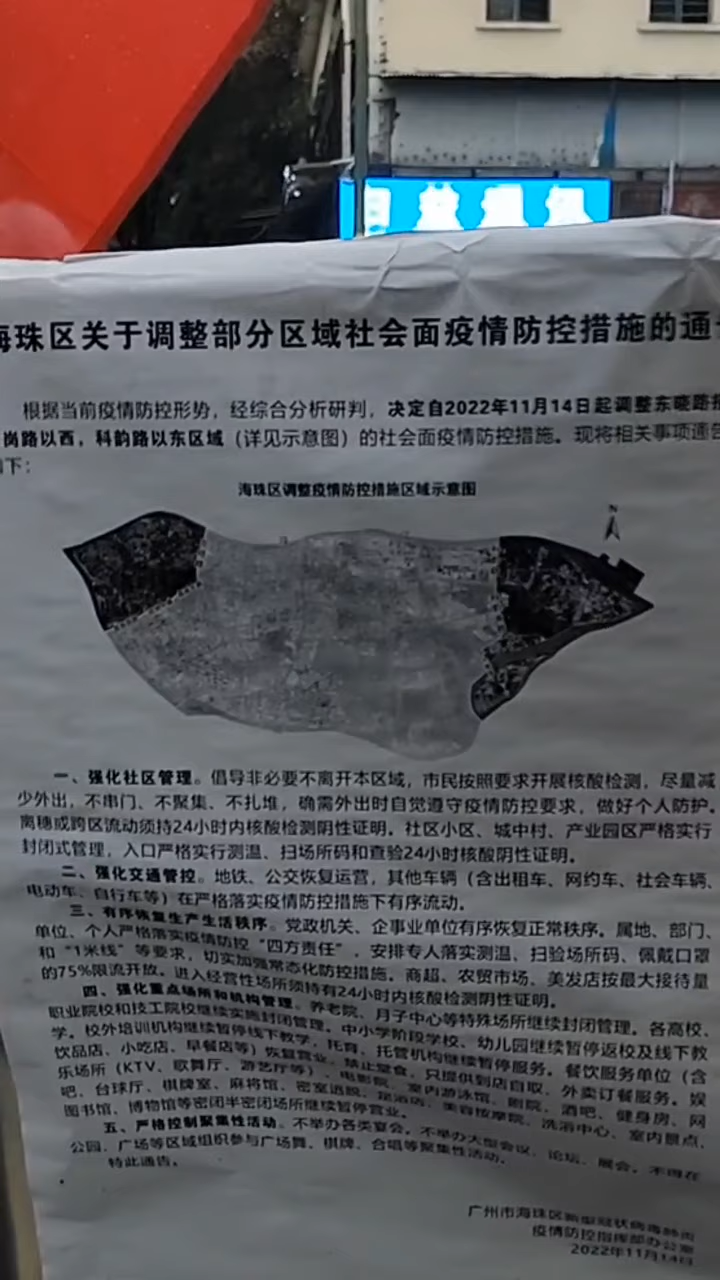 海珠区关于调整部分区域社会面疫情防控措施的通
根据当前疫情防控形势，经综合分析研判，决定自2022年11月14日起调整东晓路
岗路以西，科韵路以东区域（详见示意图）的社会面疫情防控措施。现将相关事项通告
下：
海珠区调整疫情防控措施区域示意图
N
一、强化社区管理。倡导非必要不离开本区域，市民按照要求开展核酸检测，尽量减
少外出，不串门、不聚集、不扎堆，确需外出时自觉遵守疫情防控要求，做好个人防护。
离穗或跨区流动须持24小时内核酸检测阴性证明。社区小区、城中村、产业园区严格实行
封闭式管理，入口严格实行测温、扫场所码和查验24小时核酸阴性证明。
二、强化交通管控。地铁、公交恢复运营，其他车辆（含出租车、网约车、社会车辆、
电动车、自行车等）在严格落实疫情防控措施下有序流动。
三、有序恢复生产生活秩序。党政机关、企事业单位有序恢复正常秩序。属地、部门、
单位、个人严格落实疫情防控“四方责任”，安排专人落实测温、扫验场所码、佩戴口罩
和“1米线”等要求，切实加强常态化防控措施。商超、农贸市场、美发店按最大接待量
的75%限流开放。进入经营性场所须持有24小时内核酸检测阴性证明。
四、强化重点场所和机构管理。养老院、月子中心等特殊场所继续封闭管理。各高校、
职业院校和技工院校继续实施封闭管理。中小学阶段学校、幼儿园继续暂停返校及线下教
学。校外培训机构继续暂停线下教学，托育、托管机构继续暂停服务。餐饮服务单位（含
饮品店、小吃店、早餐店等）恢复营业，禁止堂食，只提供到店自取、外卖订餐服务。娱
乐场所（KTV、歌舞厅、游艺厅等）、电影院、室内游泳馆、剧院、酒吧、健身房、网
吧、台球厅、棋牌室、麻将馆、密室逃脱、足浴店、美容按摩院、洗浴中心、室内景点、
图书馆、博物馆等密闭半密闭场所继续暂停营业。
五、严格控制聚集性活动。不举办各类宴会。不举办大型会议、论坛、展会。不得在
公园、广场等区域组织参与广场舞、棋牌、合唱等聚集性活动。
特此通告。
广州市海珠区新型冠状病毒肺炎
疫情防控指挥部办公室
2022年11月14日